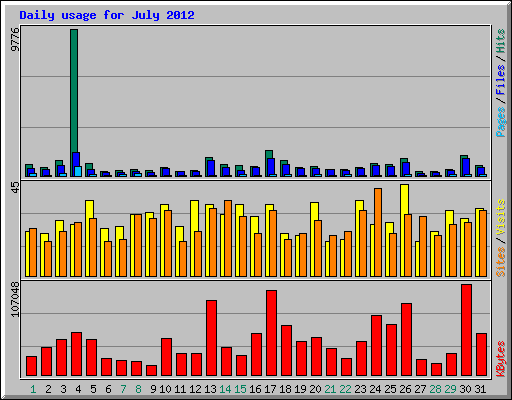 Daily usage for July 2012
9776
Pages / Files / Hits
45
Sites / Visits
107048
KBytes
1 2 3 4 5 6 7 8 9 10 11 12 13 14 15 16 17 18 19 20 21 22 23 24 25 26 27 28 29 30 31